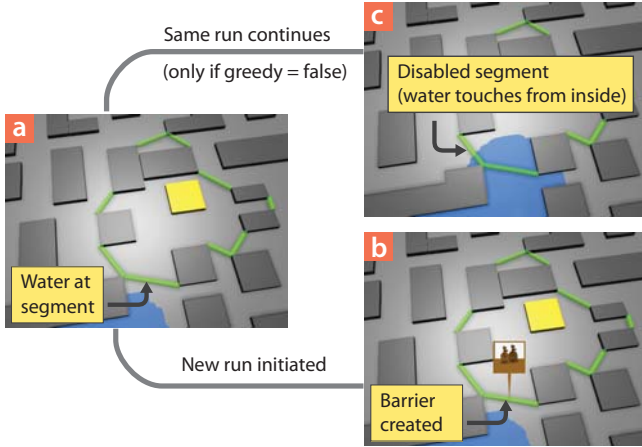 Same run continues
(only if greedy = false)
c
Disabled segment
(water touches from inside)
a
Water at
segment
b
New run initiated
Barrier
created